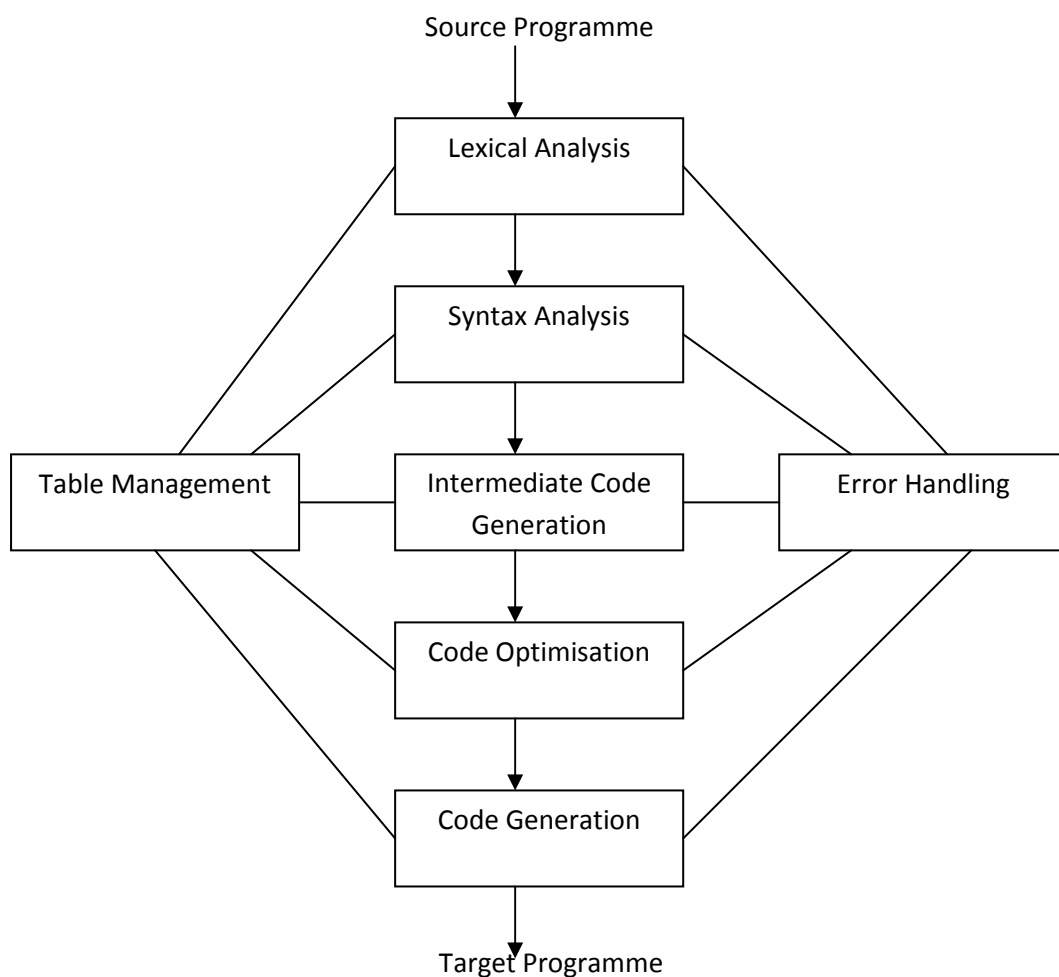 Source Programme
Lexical Analysis
Syntax Analysis
Table Management
Intermediate Code
Generation
Error Handling
Code Optimisation
Code Generation
Target Programme